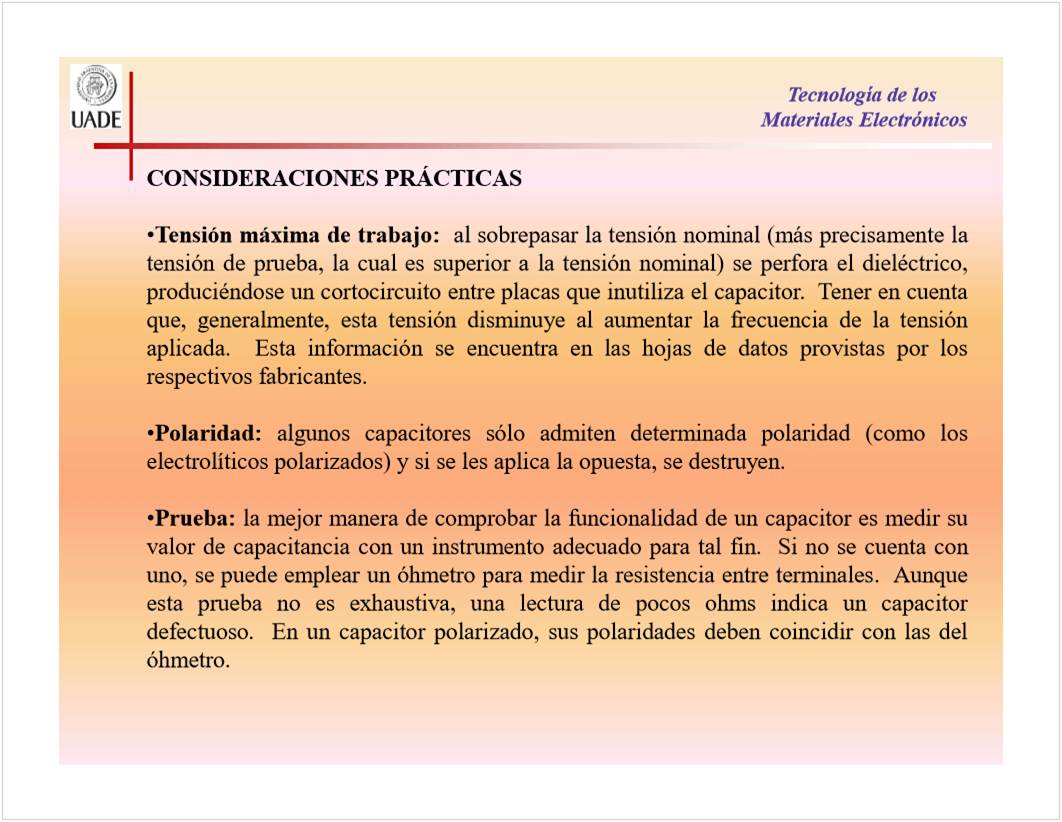 UADE
Tecnología de los
Materiales Electrónicos
CONSIDERACIONES PRÁCTICAS
•Tensión máxima de trabajo: al sobrepasar la tensión nominal (más precisamente la
tensión de prueba, la cual es superior a la tensión nominal) se perfora el dieléctrico,
produciéndose un cortocircuito entre placas que inutiliza el capacitor. Tener en cuenta
que, generalmente, esta tensión disminuye al aumentar la frecuencia de la tensión
aplicada. Esta información se encuentra en las hojas de datos provistas por los
respectivos fabricantes.
•Polaridad: algunos capacitores sólo admiten determinada polaridad (como los
electrolíticos polarizados) y si se les aplica la opuesta, se destruyen.
•Prueba: la mejor manera de comprobar la funcionalidad de un capacitor es medir su
valor de capacitancia con un instrumento adecuado para tal fin. Si no se cuenta con
uno, se puede emplear un óhmetro para medir la resistencia entre terminales. Aunque
esta prueba no es exhaustiva, una lectura de pocos ohms indica un capacitor
defectuoso. En un capacitor polarizado, sus polaridades deben coincidir con las del
óhmetro.